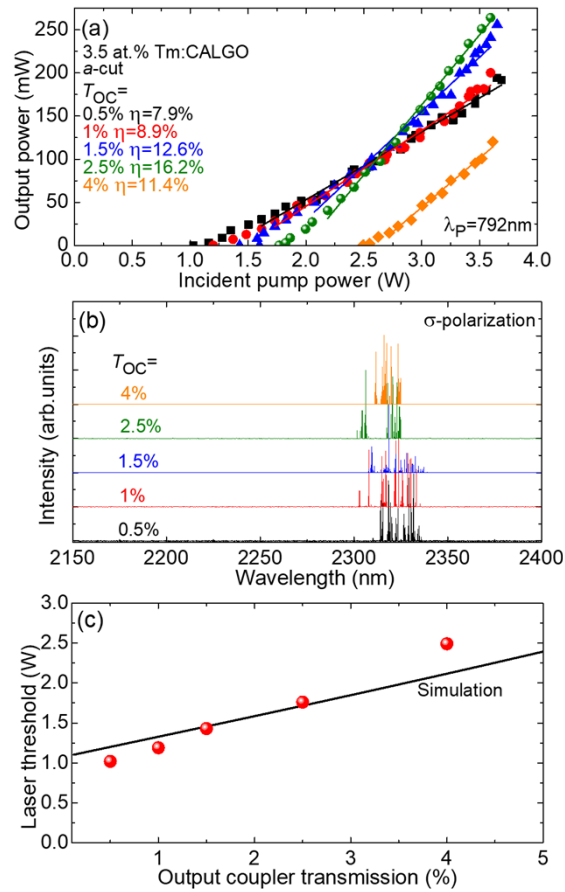 (a)
3.5 at.% Tm:CALGO
a-cut
TOC=
0.5% η=7.9%
1% η=8.9%
1.5% η=12.6%
2.5% η=16.2%
4% η=11.4%
λP=792nm
Output power (mW)
250
200
150
100
50
0
0.0 0.5 1.0 1.5 2.0 2.5 3.0 3.5 4.0
Incident pump power (W)
(b)
σ-polarization
TOC=
4%
2.5%
1.5%
1%
0.5%
Intensity (arb.units)
2150 2200 2250 2300 2350 2400
Wavelength (nm)
(c)
Laser threshold (W)
3.0
2.5
2.0
1.5
1.0
0.5
0.0
Simulation
1 2 3 4 5
Output coupler transmission (%)